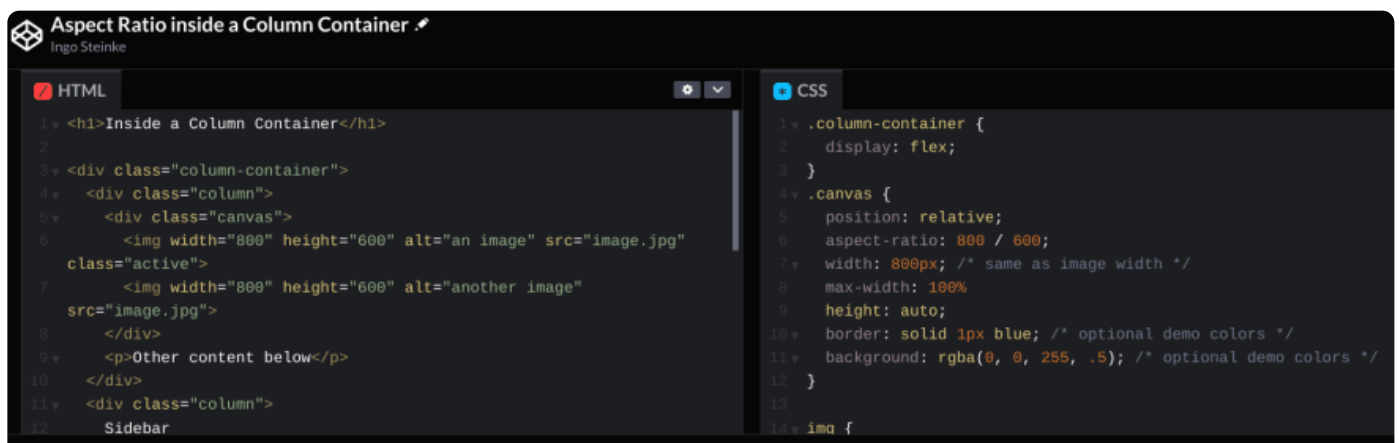 Aspect Ratio inside a Column Container
Ingo Steinke
HTML
1 <h1>Inside a Column Container</h1>
2
3 <div class="column-container">
4 <div class="column">
5 <div class="canvas">
6 <img width="800" height="600" alt="an image" src="image.jpg"
class="active">
7 <img width="800" height="600" alt="another image"
src="image.jpg">
8 </div>
9 <p>Other content below</p>
10 </div>
11 <div class="column">
12 Sidebar
CSS
1 .column-container {
2 display: flex;
3 }
4 .canvas {
5 position: relative;
6 aspect-ratio: 800 / 600;
7 width: 800px; /* same as image width */
8 max-width: 100%
9 height: auto;
10 border: solid 1px blue; /* optional demo colors */
11 background: rgba(0, 0, 255, .5); /* optional demo colors */
12 }
13
14 img {